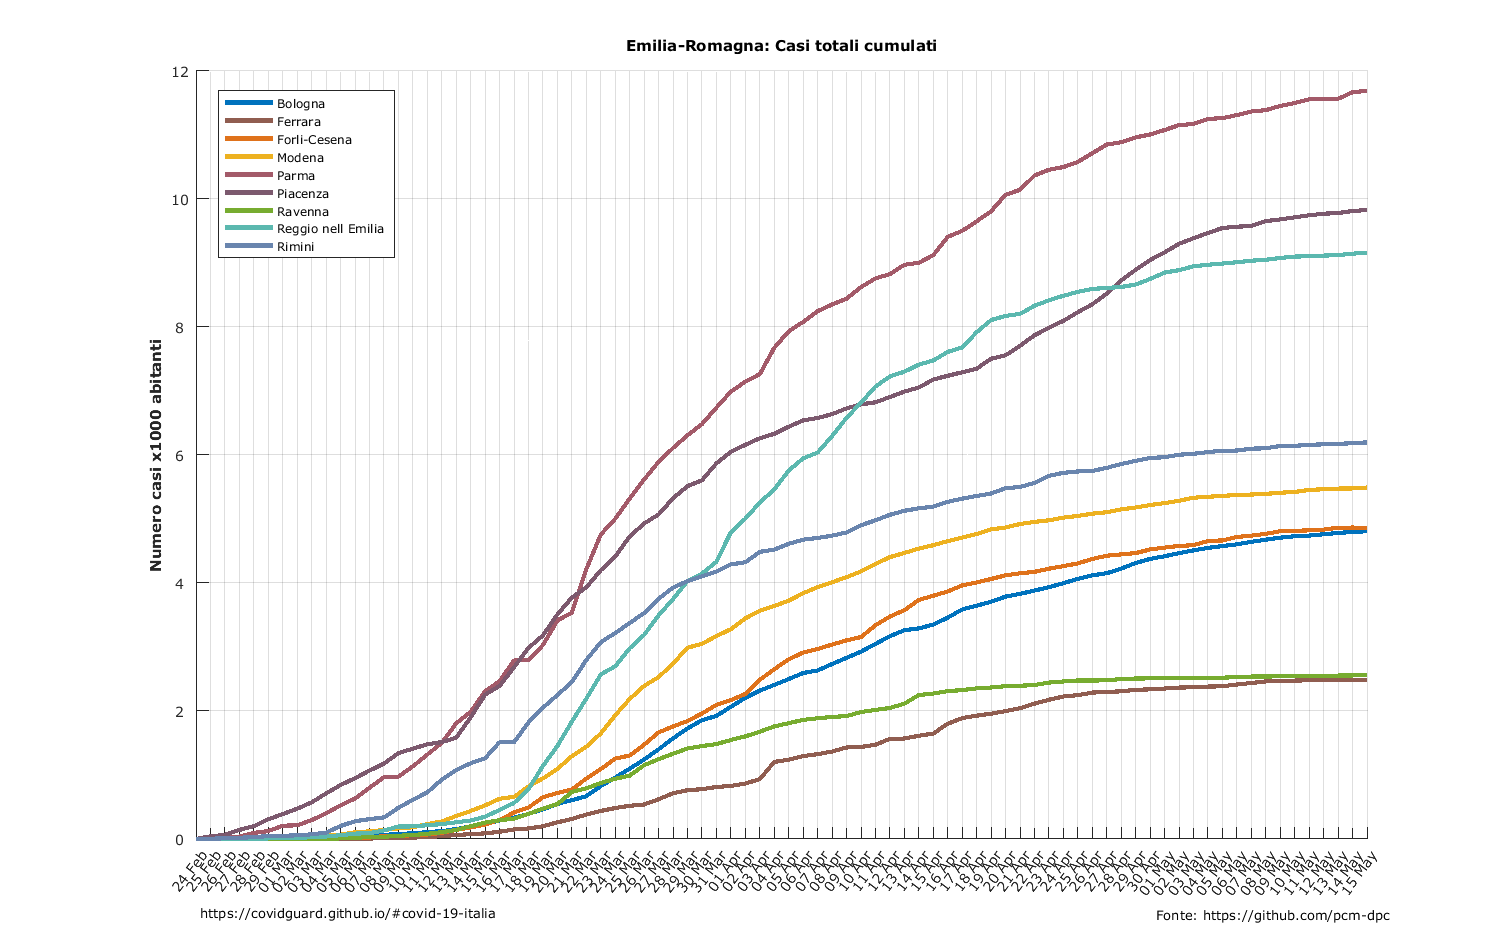 Emilia-Romagna: Casi totali cumulati
12
10
8
6
4
2
0
Numero casi x1000 abitanti
Bologna
Ferrara
Forli-Cesena
Modena
Parma
Piacenza
Ravenna
Reggio nell Emilia
Rimini
24 Feb
25 Feb
26 Feb
27 Feb
28 Feb
29 Feb
01 Mar
02 Mar
03 Mar
04 Mar
05 Mar
06 Mar
07 Mar
08 Mar
09 Mar
10 Mar
11 Mar
12 Mar
13 Mar
14 Mar
15 Mar
16 Mar
17 Mar
18 Mar
19 Mar
20 Mar
21 Mar
22 Mar
23 Mar
24 Mar
25 Mar
26 Mar
27 Mar
28 Mar
29 Mar
30 Mar
31 Mar
01 Apr
02 Apr
03 Apr
04 Apr
05 Apr
06 Apr
07 Apr
08 Apr
09 Apr
10 Apr
11 Apr
12 Apr
13 Apr
14 Apr
15 Apr
16 Apr
17 Apr
18 Apr
19 Apr
20 Apr
21 Apr
22 Apr
23 Apr
24 Apr
25 Apr
26 Apr
27 Apr
28 Apr
29 Apr
30 Apr
01 May
02 May
03 May
04 May
05 May
06 May
07 May
08 May
09 May
10 May
11 May
12 May
13 May
14 May
15 May
https://covidguard.github.io/#covid-19-italia
Fonte: https://github.com/pcm-dpc